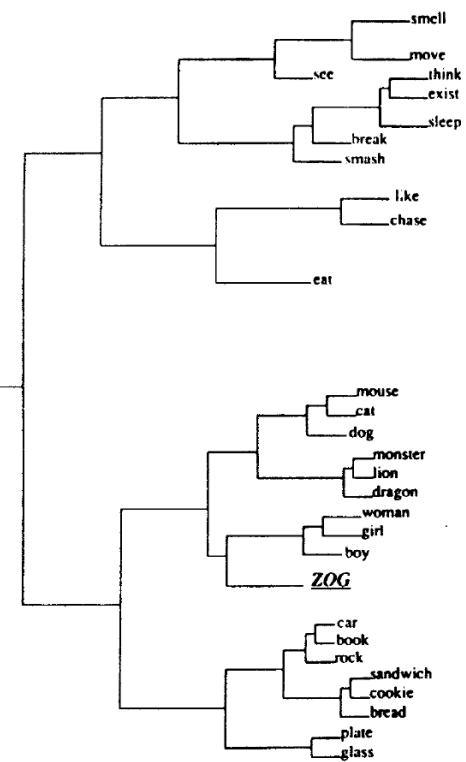 smell
move
see
think
exist
sleep
break
smash
like
chase
eat
mouse
cat
dog
monster
lion
dragon
woman
girl
boy
ZOG
car
book
rock
sandwich
cookie
bread
plate
glass